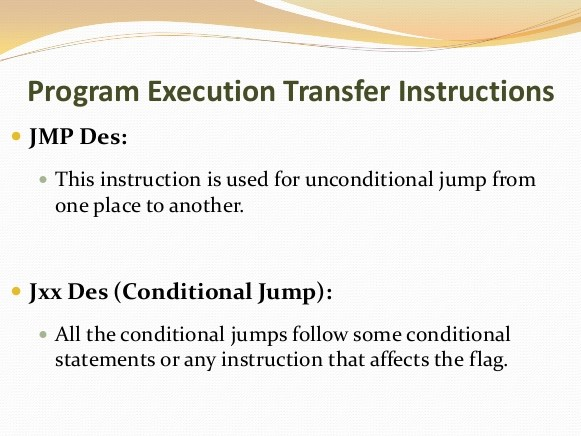 Program Execution Transfer Instructions
• JMP Des:
• This instruction is used for unconditional jump from
one place to another.
• Jxx Des (Conditional Jump):
• All the conditional jumps follow some conditional
statements or any instruction that affects the flag.